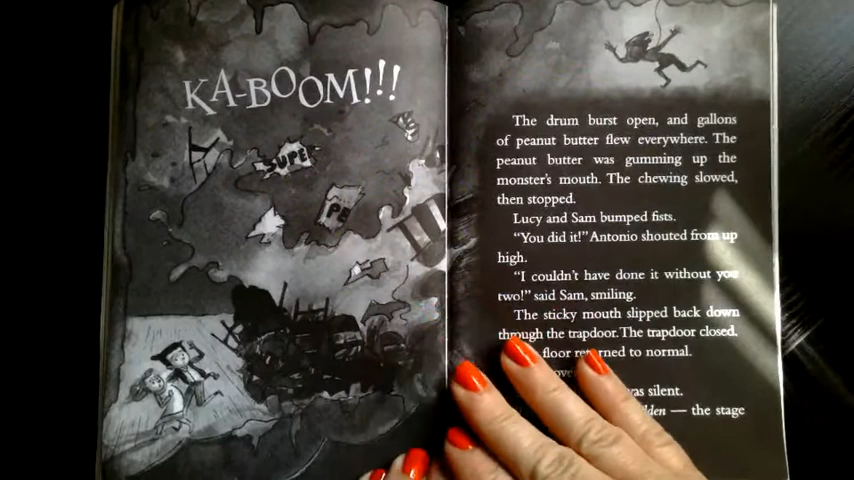 KA-BOOM!!!
SUPE
PE
The drum burst open, and gallons
of peanut butter flew everywhere. The
peanut butter was gumming up the
monster's mouth. The chewing slowed,
then stopped.
Lucy and Sam bumped fists.
"You did it!" Antonio shouted from up
high.
"I couldn't have done it without you
two!" said Sam, smiling.
The sticky mouth slipped back down
through the trapdoor. The trapdoor closed.
floor returned to normal.
was silent.
— the stage